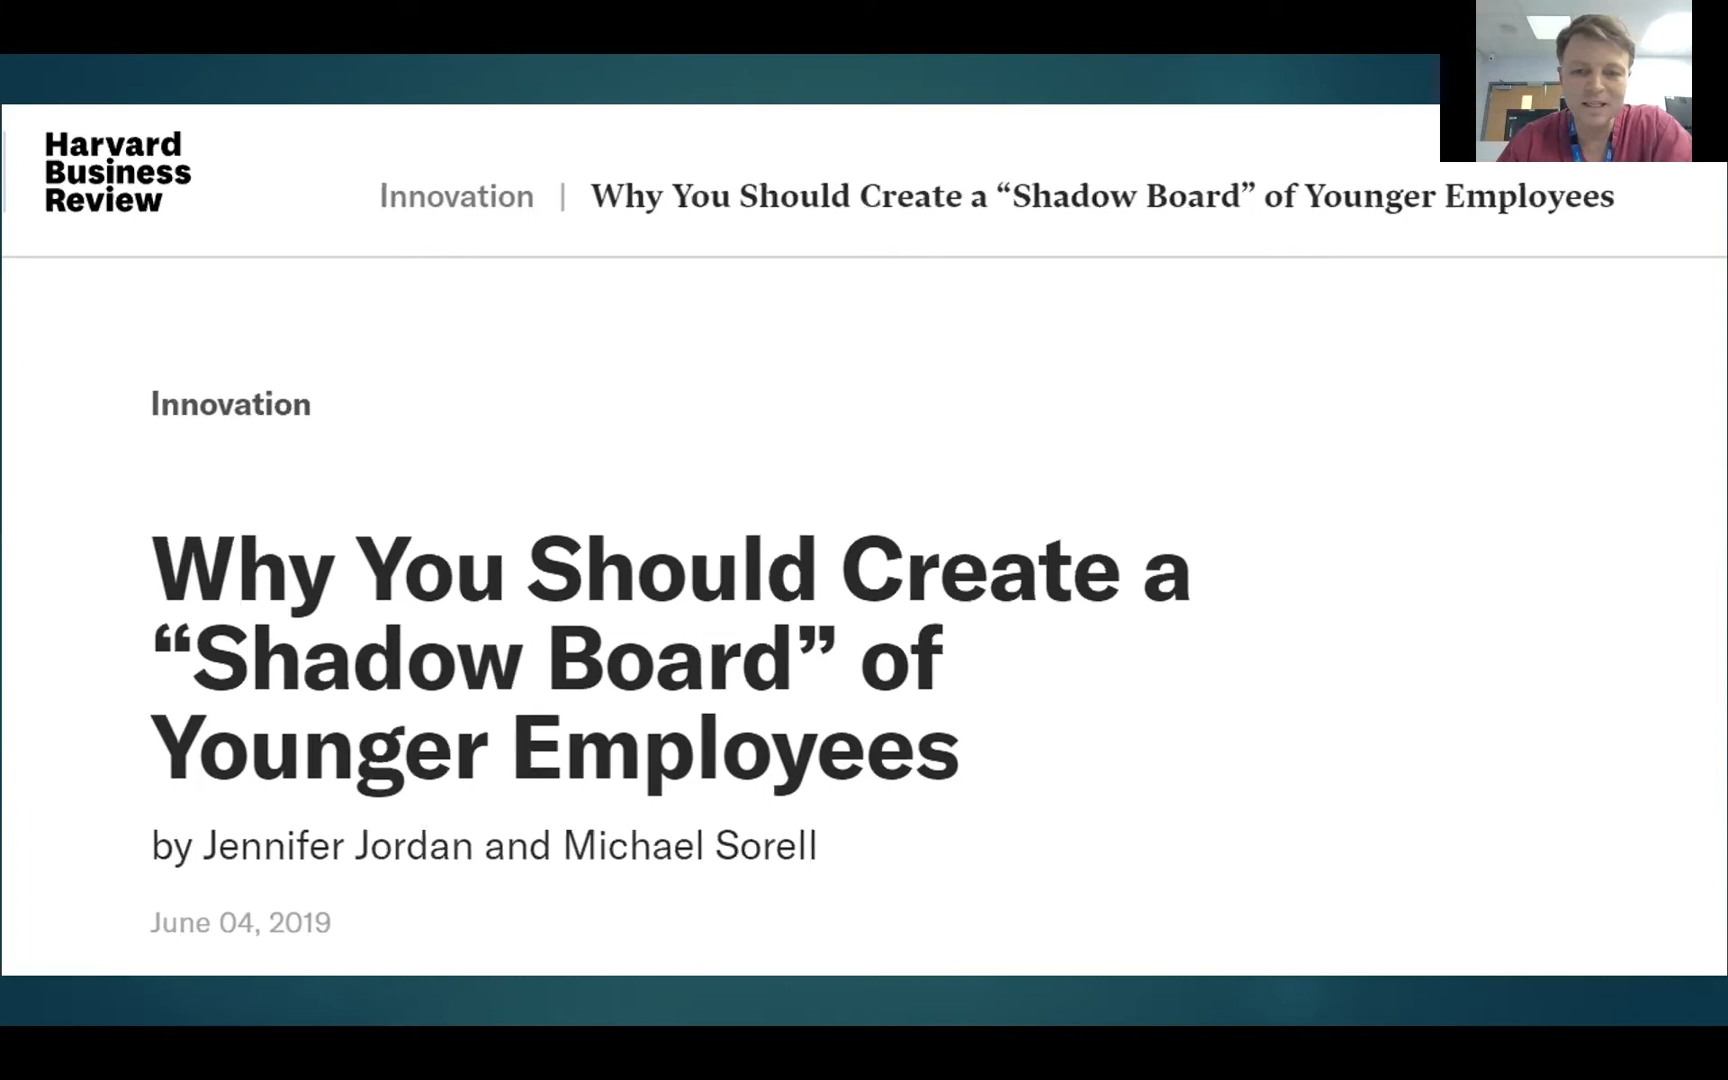 Harvard
Business
Review
Innovation | Why You Should Create a “Shadow Board” of Younger Employees
Innovation
Why You Should Create a
“Shadow Board” of
Younger Employees
by Jennifer Jordan and Michael Sorell
June 04, 2019